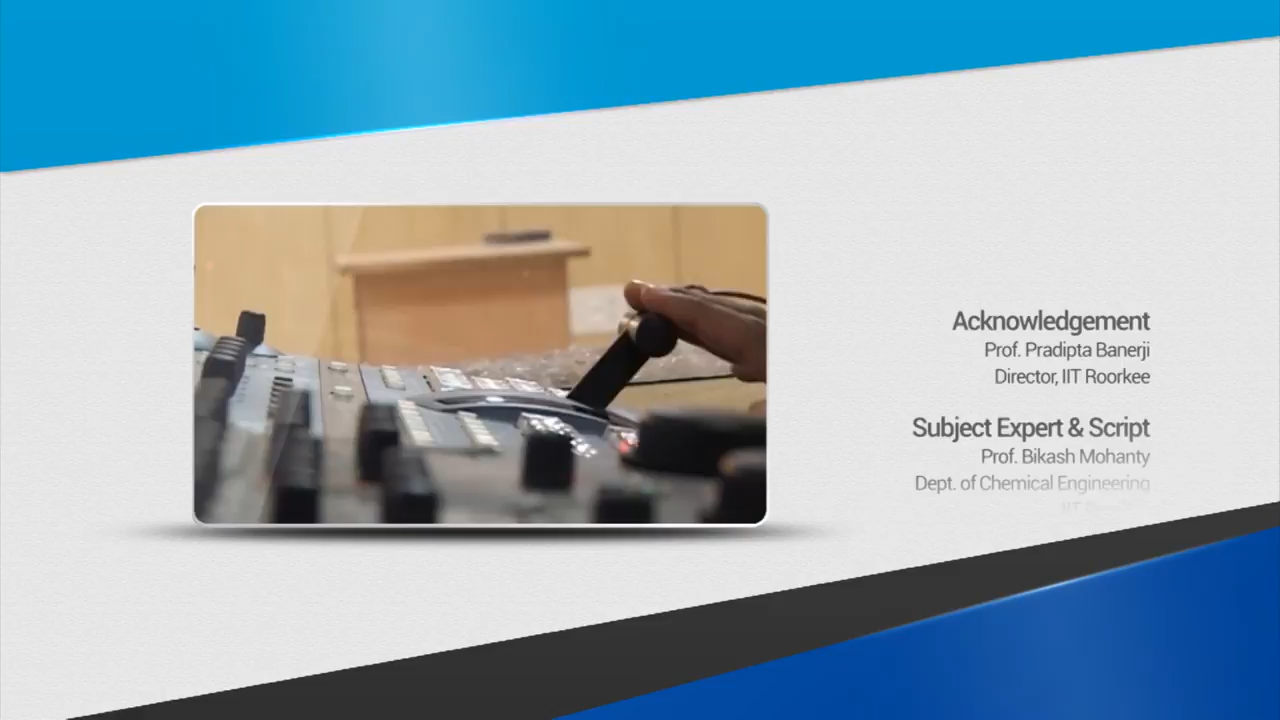 Acknowledgement
Prof. Pradipta Banerji
Director, IIT Roorkee
Subject Expert & Script
Prof. Bikash Mohanty
Dept. of Chemical Engineering